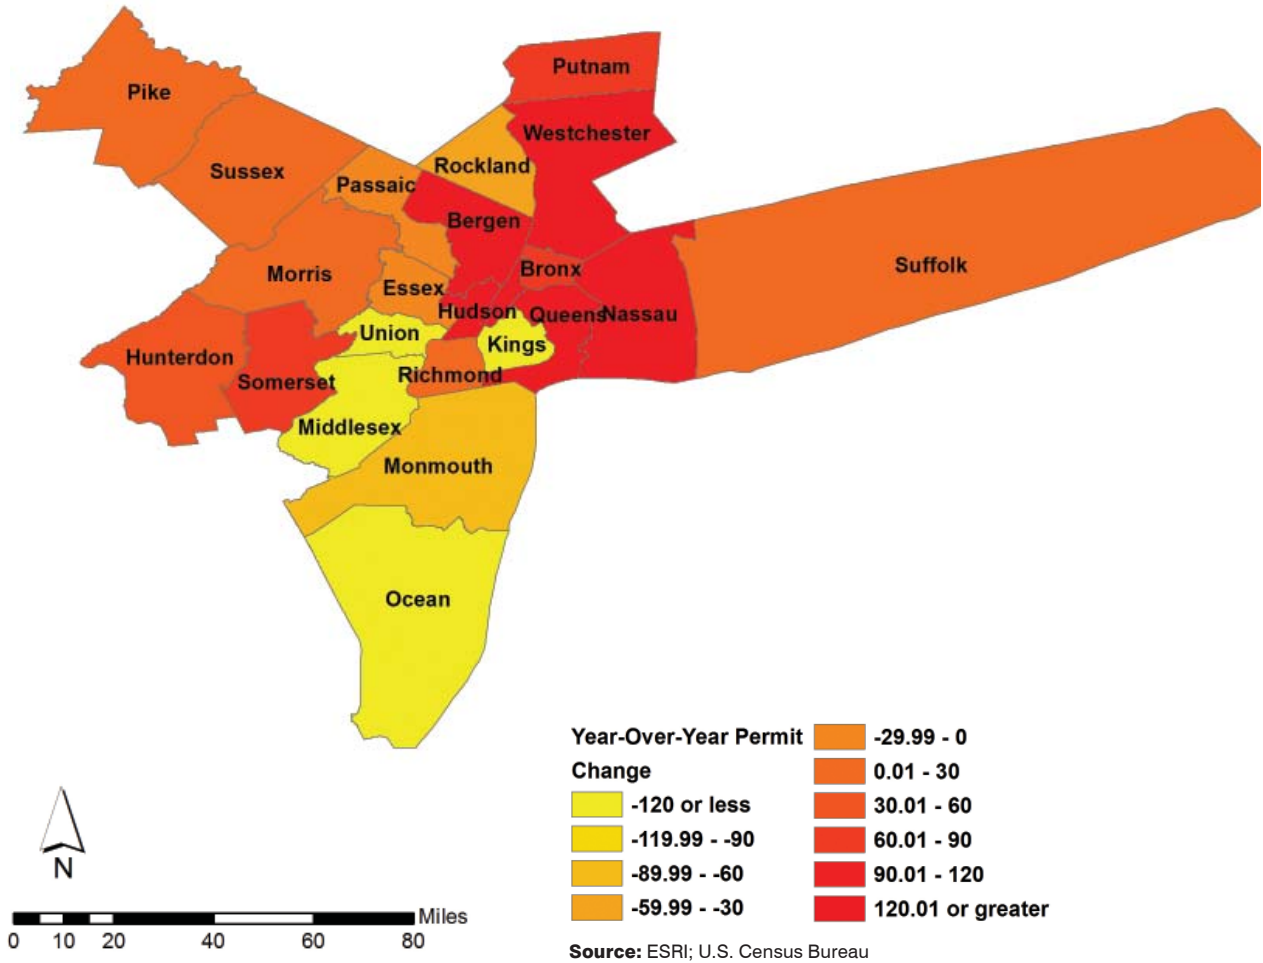 Pike
Putnam
Westchester
Sussex
Rockland
Passaic
Bergen
Suffolk
Morris
Bronx
Essex
Hudson
Queens
Nassau
Union
Kings
Hunterdon
Somerset
Richmond
Middlesex
Monmouth
Ocean
Year-Over-Year Permit
Change
-120 or less
-119.99 - -90
-89.99 - -60
-59.99 - -30
-29.99 - 0
0.01 - 30
30.01 - 60
60.01 - 90
90.01 - 120
120.01 or greater
N
Miles
0 10 20 40 60 80
Source: ESRI; U.S. Census Bureau